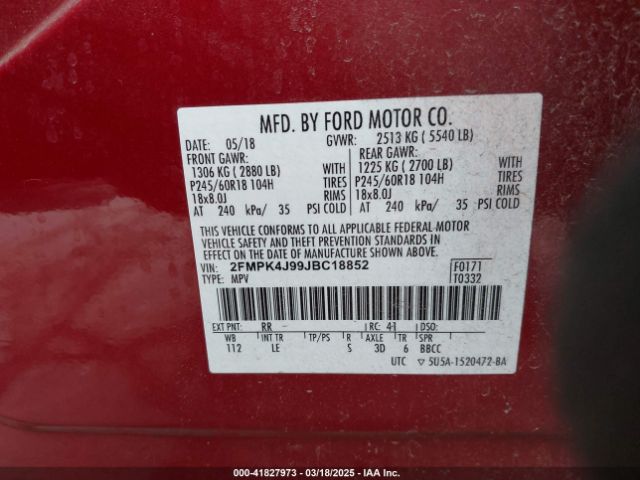 MFD. BY FORD MOTOR CO.
DATE: 05/18 GVWR: 2513 KG ( 5540 LB)
FRONT GAWR: REAR GAWR:
1306 KG ( 2880 LB) WITH 1225 KG ( 2700 LB) WITH
P245/60R18 104H TIRES P245/60R18 104H TIRES
18x8.0J RIMS 18x8.0J RIMS
AT 240 kPa/ 35 PSI COLD AT 240 kPa/ 35 PSI COLD
THIS VEHICLE CONFORMS TO ALL APPLICABLE FEDERAL MOTOR
VEHICLE SAFETY AND THEFT PREVENTION STANDARDS IN
EFFECT ON THE DATE OF MANUFACTURE SHOWN ABOVE.
VIN: 2FMPK4J99JBC18852 F0171
TYPE: MPV T0332
EXT PNT: RR RC: 41 DSO:
WB INT TR TP/PS R AXLE TR SPR
112 LE S 3D 6 BBCC
UTC 5U5A-1520472-BA
000-41827973 — 03/18/2025 — IAA Inc.